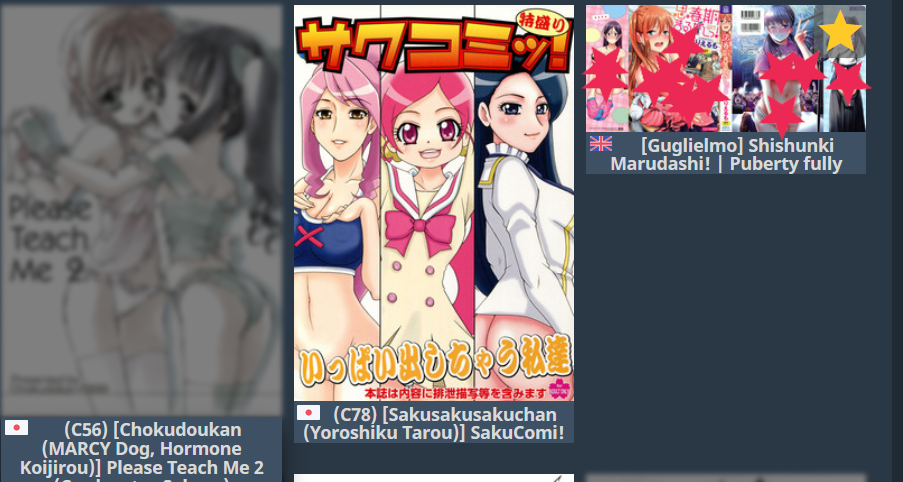 Please
Teach
Me 2
(C56) [Chokudoukan
(MARCY Dog, Hormone
Koijirou)] Please Teach Me 2
特盛り
サクコミッ!
いっぱい出しちゃう私達
本誌は内容に排泄描写等を含みます
(C78) [Sakusakusakuchan
(Yoroshiku Tarou)] SakuComi!
[Guglielmo] Shishunki
Marudashi! | Puberty fully